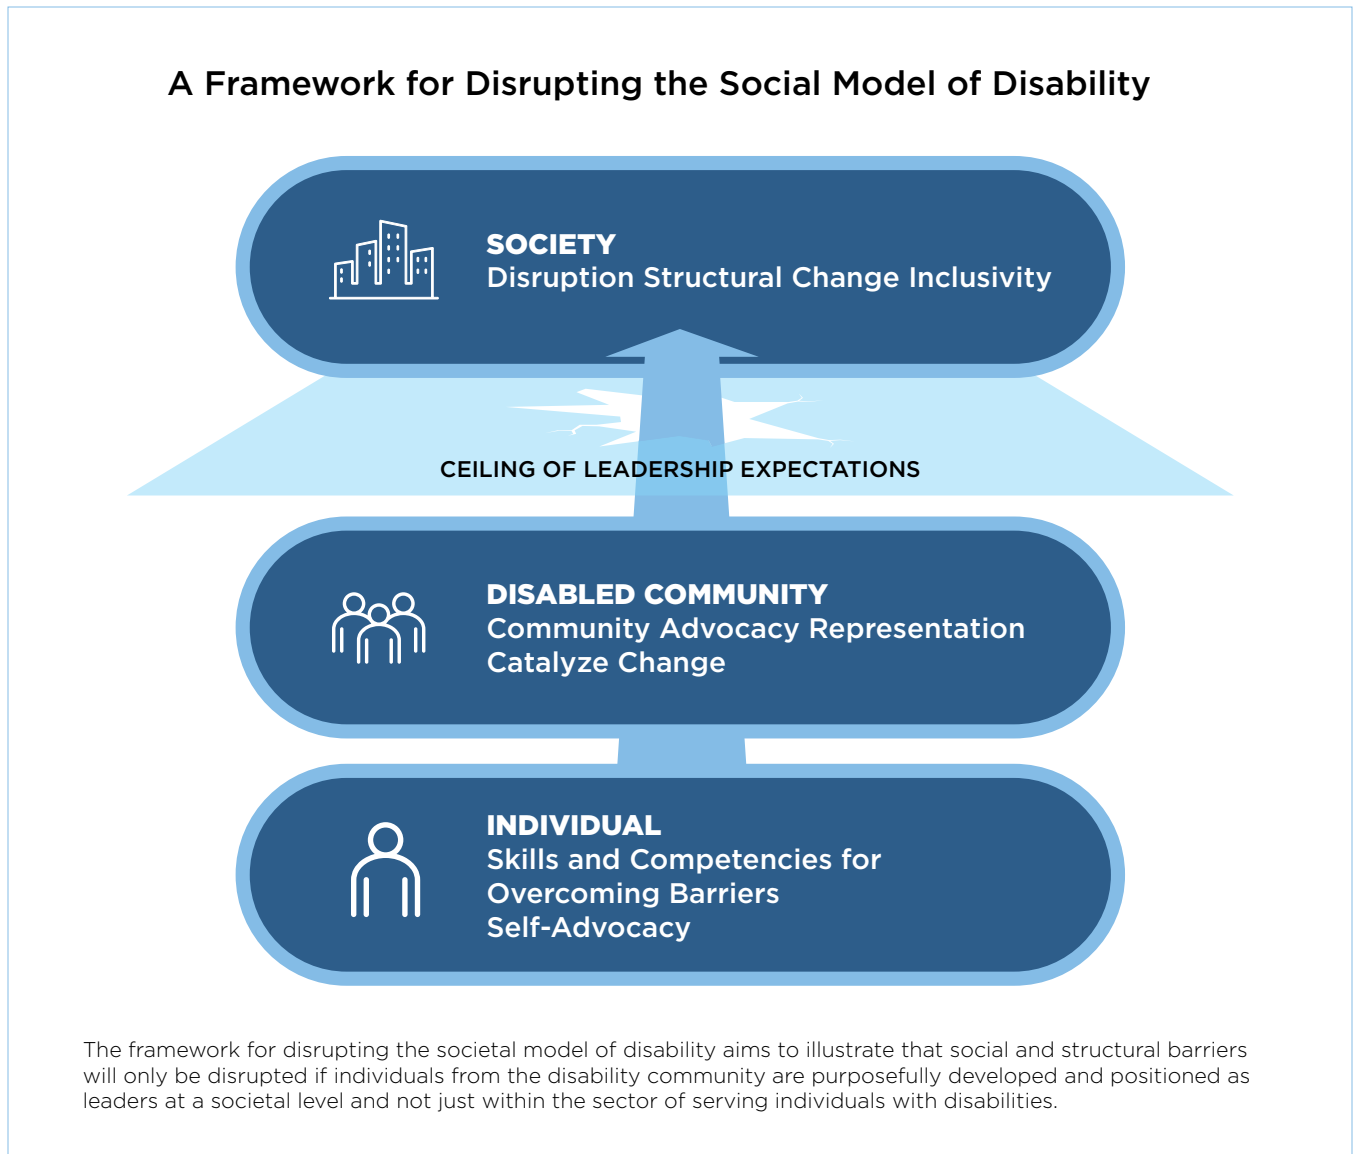 A Framework for Disrupting the Social Model of Disability
SOCIETY
Disruption Structural Change Inclusivity
CEILING OF LEADERSHIP EXPECTATIONS
DISABLED COMMUNITY
Community Advocacy Representation
Catalyze Change
INDIVIDUAL
Skills and Competencies for
Overcoming Barriers
Self-Advocacy
The framework for disrupting the societal model of disability aims to illustrate that social and structural barriers
will only be disrupted if individuals from the disability community are purposefully developed and positioned as
leaders at a societal level and not just within the sector of serving individuals with disabilities.